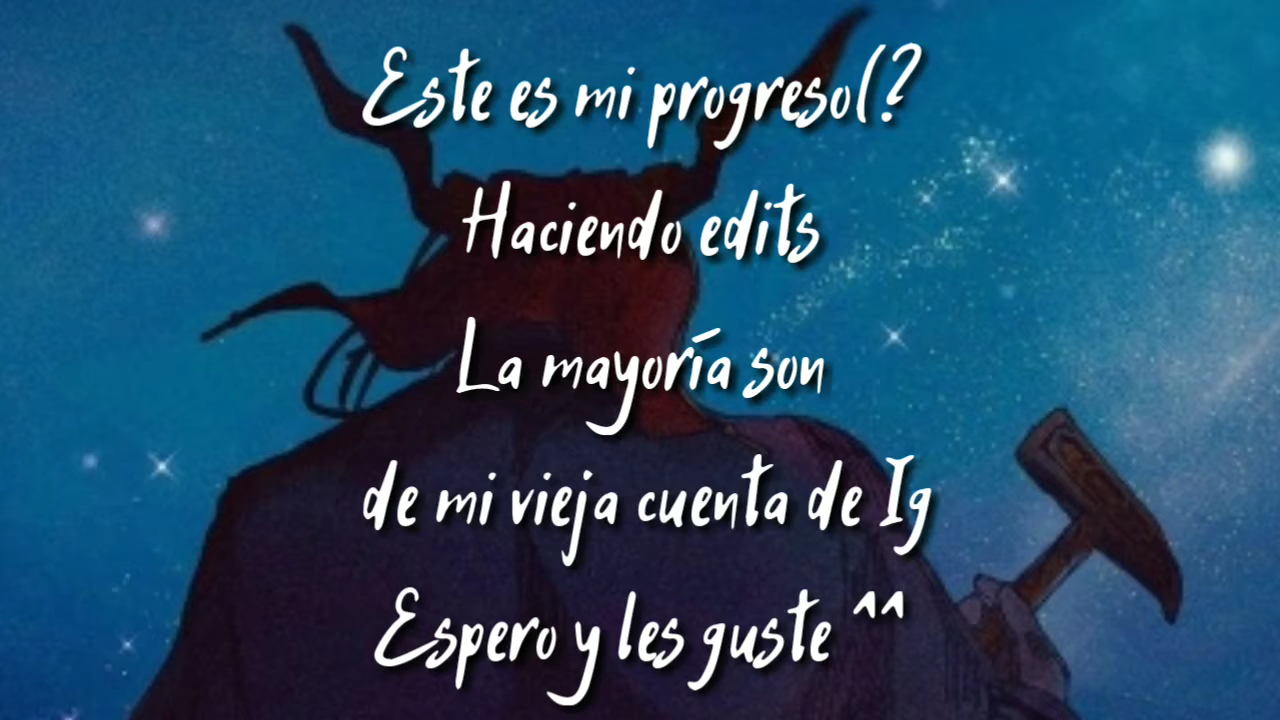 Este es mi progreso(?
Haciendo edits
La mayoría son
de mi vieja cuenta de Ig
Espero y les guste ^^